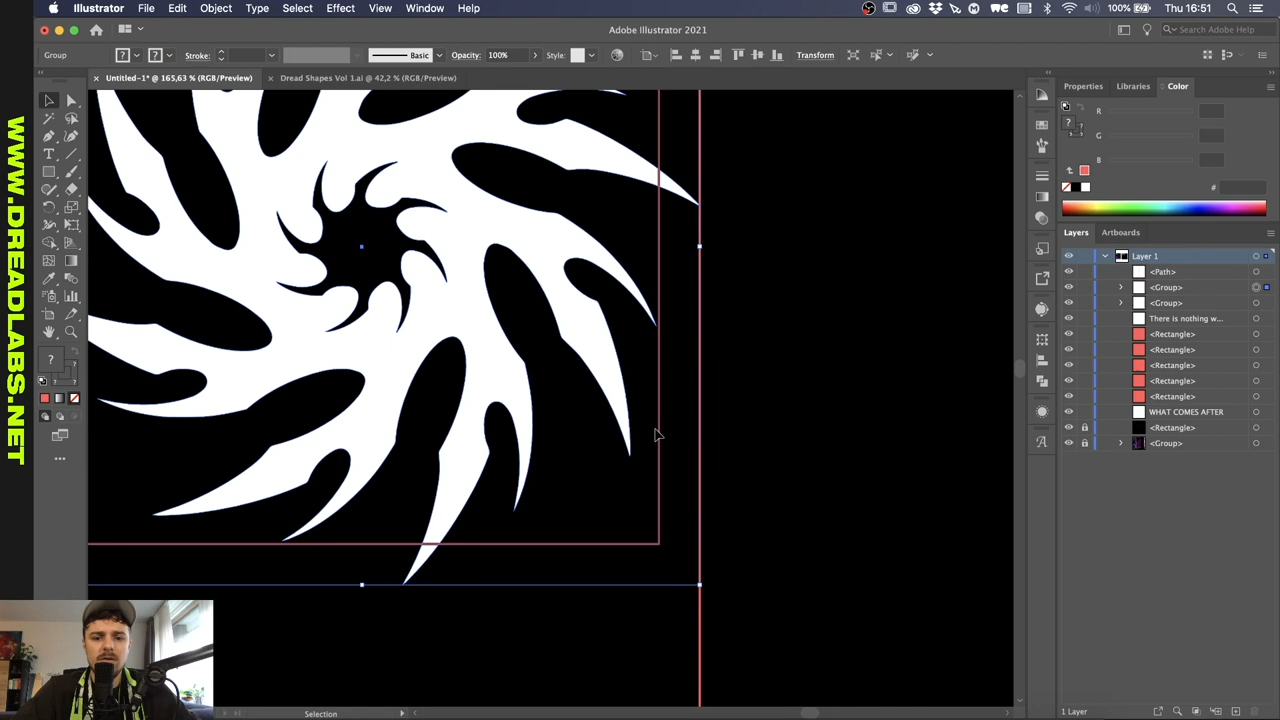 Illustrator File Edit Object Type Select Effect View Window Help
100% Thu 16:51
Adobe Illustrator 2021
Search Adobe Help
Group
?
?
Stroke:
Basic
Opacity: 100%
Style:
Transform
Untitled-1* @ 165,63 % (RGB/Preview)
Dread Shapes Vol 1.ai @ 42,2 % (RGB/Preview)
Properties Libraries Color
R
G
B
?
#
Layers Artboards
Layer 1
<Path>
<Group>
<Group>
There is nothing w...
<Rectangle>
<Rectangle>
<Rectangle>
<Rectangle>
<Rectangle>
WHAT COMES AFTER
<Rectangle>
<Group>
1 Layer
?
Selection
WWW.DREADLABS.NET